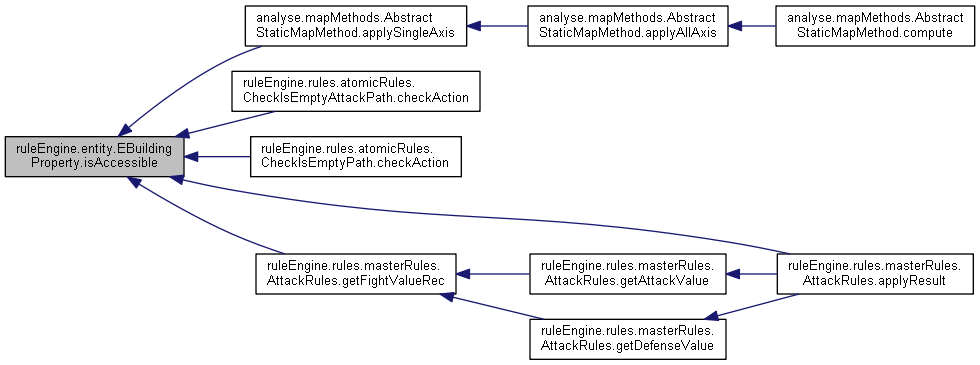 analyse.mapMethods.Abstract
StaticMapMethod.applySingleAxis
analyse.mapMethods.Abstract
StaticMapMethod.applyAllAxis
analyse.mapMethods.Abstract
StaticMapMethod.compute
ruleEngine.rules.atomicRules.
CheckIsEmptyAttackPath.checkAction
ruleEngine.entity.EBuilding
Property.isAccessible
ruleEngine.rules.atomicRules.
CheckIsEmptyPath.checkAction
ruleEngine.rules.masterRules.
AttackRules.getFightValueRec
ruleEngine.rules.masterRules.
AttackRules.getAttackValue
ruleEngine.rules.masterRules.
AttackRules.applyResult
ruleEngine.rules.masterRules.
AttackRules.getDefenseValue